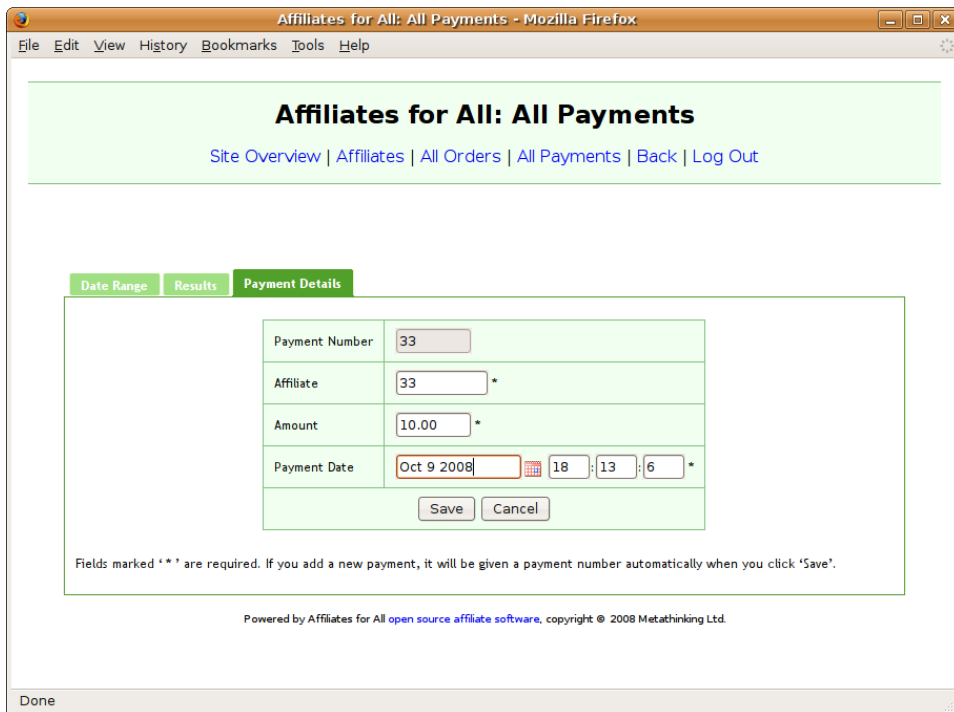 Affiliates for All: All Payments - Mozilla Firefox
File Edit View History Bookmarks Tools Help
Affiliates for All: All Payments
Site Overview | Affiliates | All Orders | All Payments | Back | Log Out
Date Range Results Payment Details
Payment Number 33
Affiliate 33 *
Amount 10.00 *
Payment Date Oct 9 2008 18 : 13 : 6 *
Save Cancel
Fields marked ‘*’ are required. If you add a new payment, it will be given a payment number automatically when you click ‘Save’.
Powered by Affiliates for All open source affiliate software, copyright © 2008 Metathinking Ltd.
Done